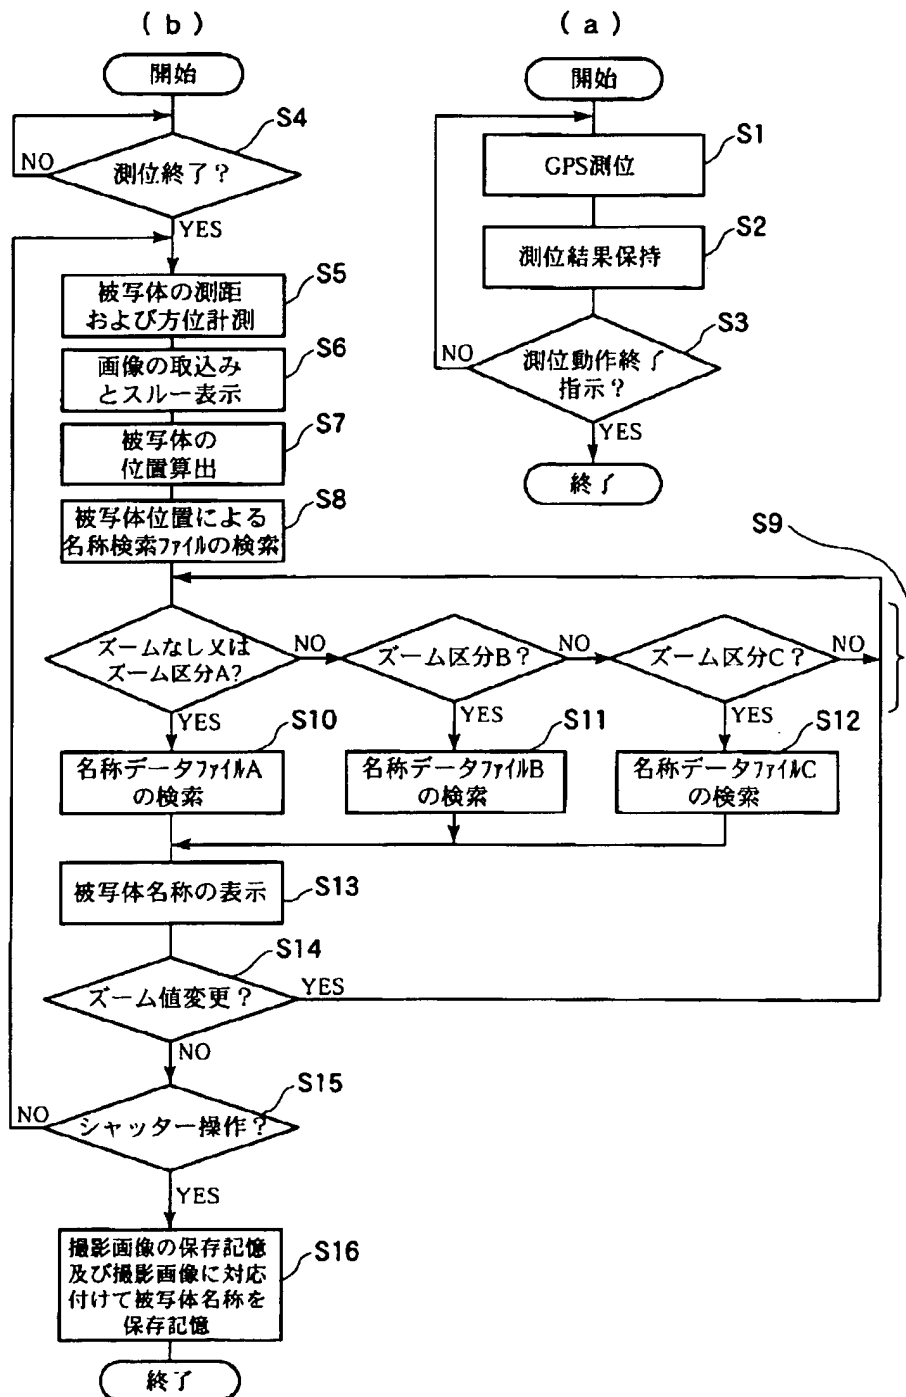 ( b )
開始
S4
測位終了？
NO
YES
S5
被写体の測距
および方位計測
S6
画像の取込み
とスルー表示
S7
被写体の
位置算出
S8
被写体位置による
名称検索ファイルの検索
S9
ズームなし又は
ズーム区分A?
NO
ズーム区分B？
NO
ズーム区分C？
NO
YES
YES
YES
S10
名称データファイルA
の検索
S11
名称データファイルB
の検索
S12
名称データファイルC
の検索
S13
被写体名称の表示
S14
ズーム値変更？
YES
NO
S15
シャッター操作？
NO
YES
S16
撮影画像の保存記憶
及び撮影画像に対応
付けて被写体名称を
保存記憶
終了
( a )
開始
S1
GPS測位
S2
測位結果保持
S3
測位動作終了
指示？
NO
YES
終了